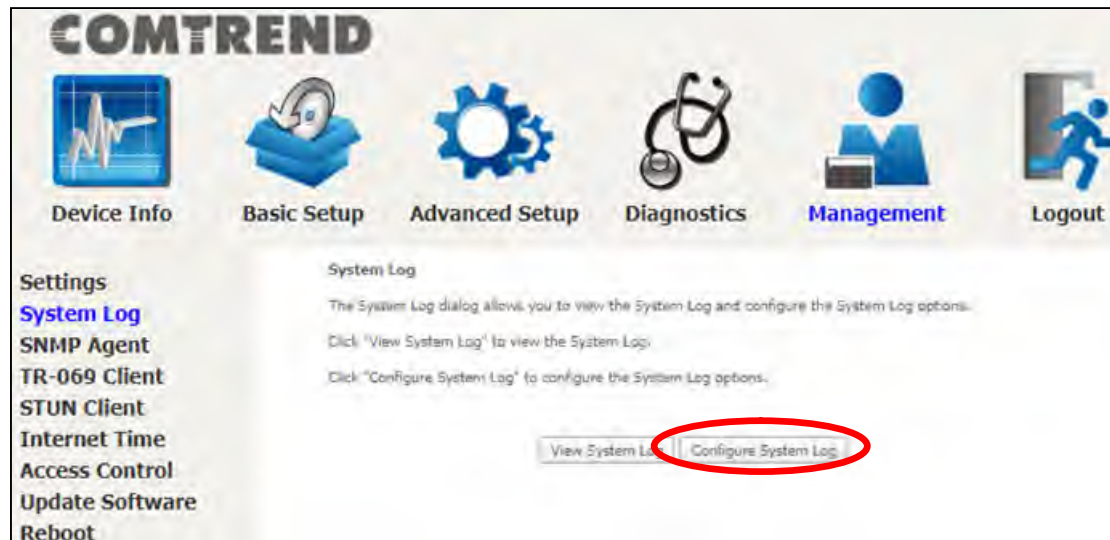 COMTREND
Device Info
Basic Setup
Advanced Setup
Diagnostics
Management
Logout
Settings
System Log
SNMP Agent
TR-069 Client
STUN Client
Internet Time
Access Control
Update Software
Reboot
System Log
The System Log dialog allows you to view the System Log and configure the System Log options.
Click "View System Log" to view the System Log.
Click "Configure System Log" to configure the System Log options.
View System Log
Configure System Log